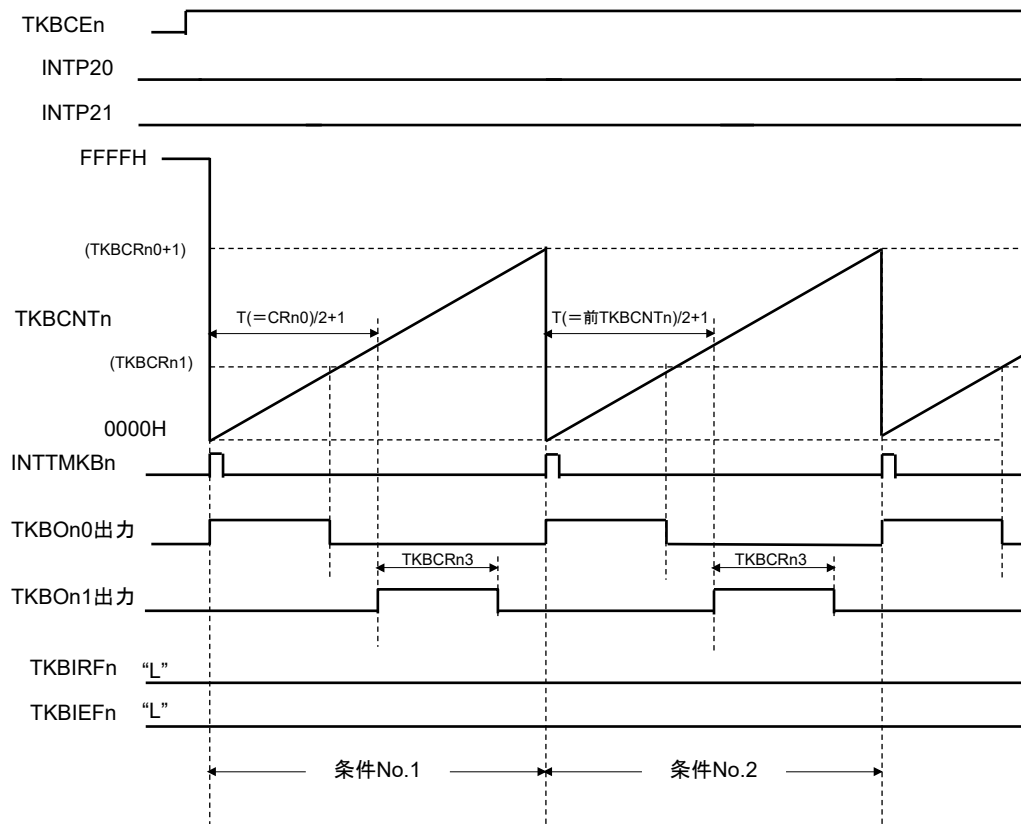 TKBCEn
INTP20
INTP21
FFFFH
(TKBCRn0+1)
T(＝CRn0)/2+1
T(＝前TKBCNTn)/2+1
TKBCNTn
(TKBCRn1)
0000H
INTTMKBn
TKBOn0出力
TKBCRn3
TKBCRn3
TKBOn1出力
TKBIRFn “L”
TKBIEFn “L”
条件No.1
条件No.2